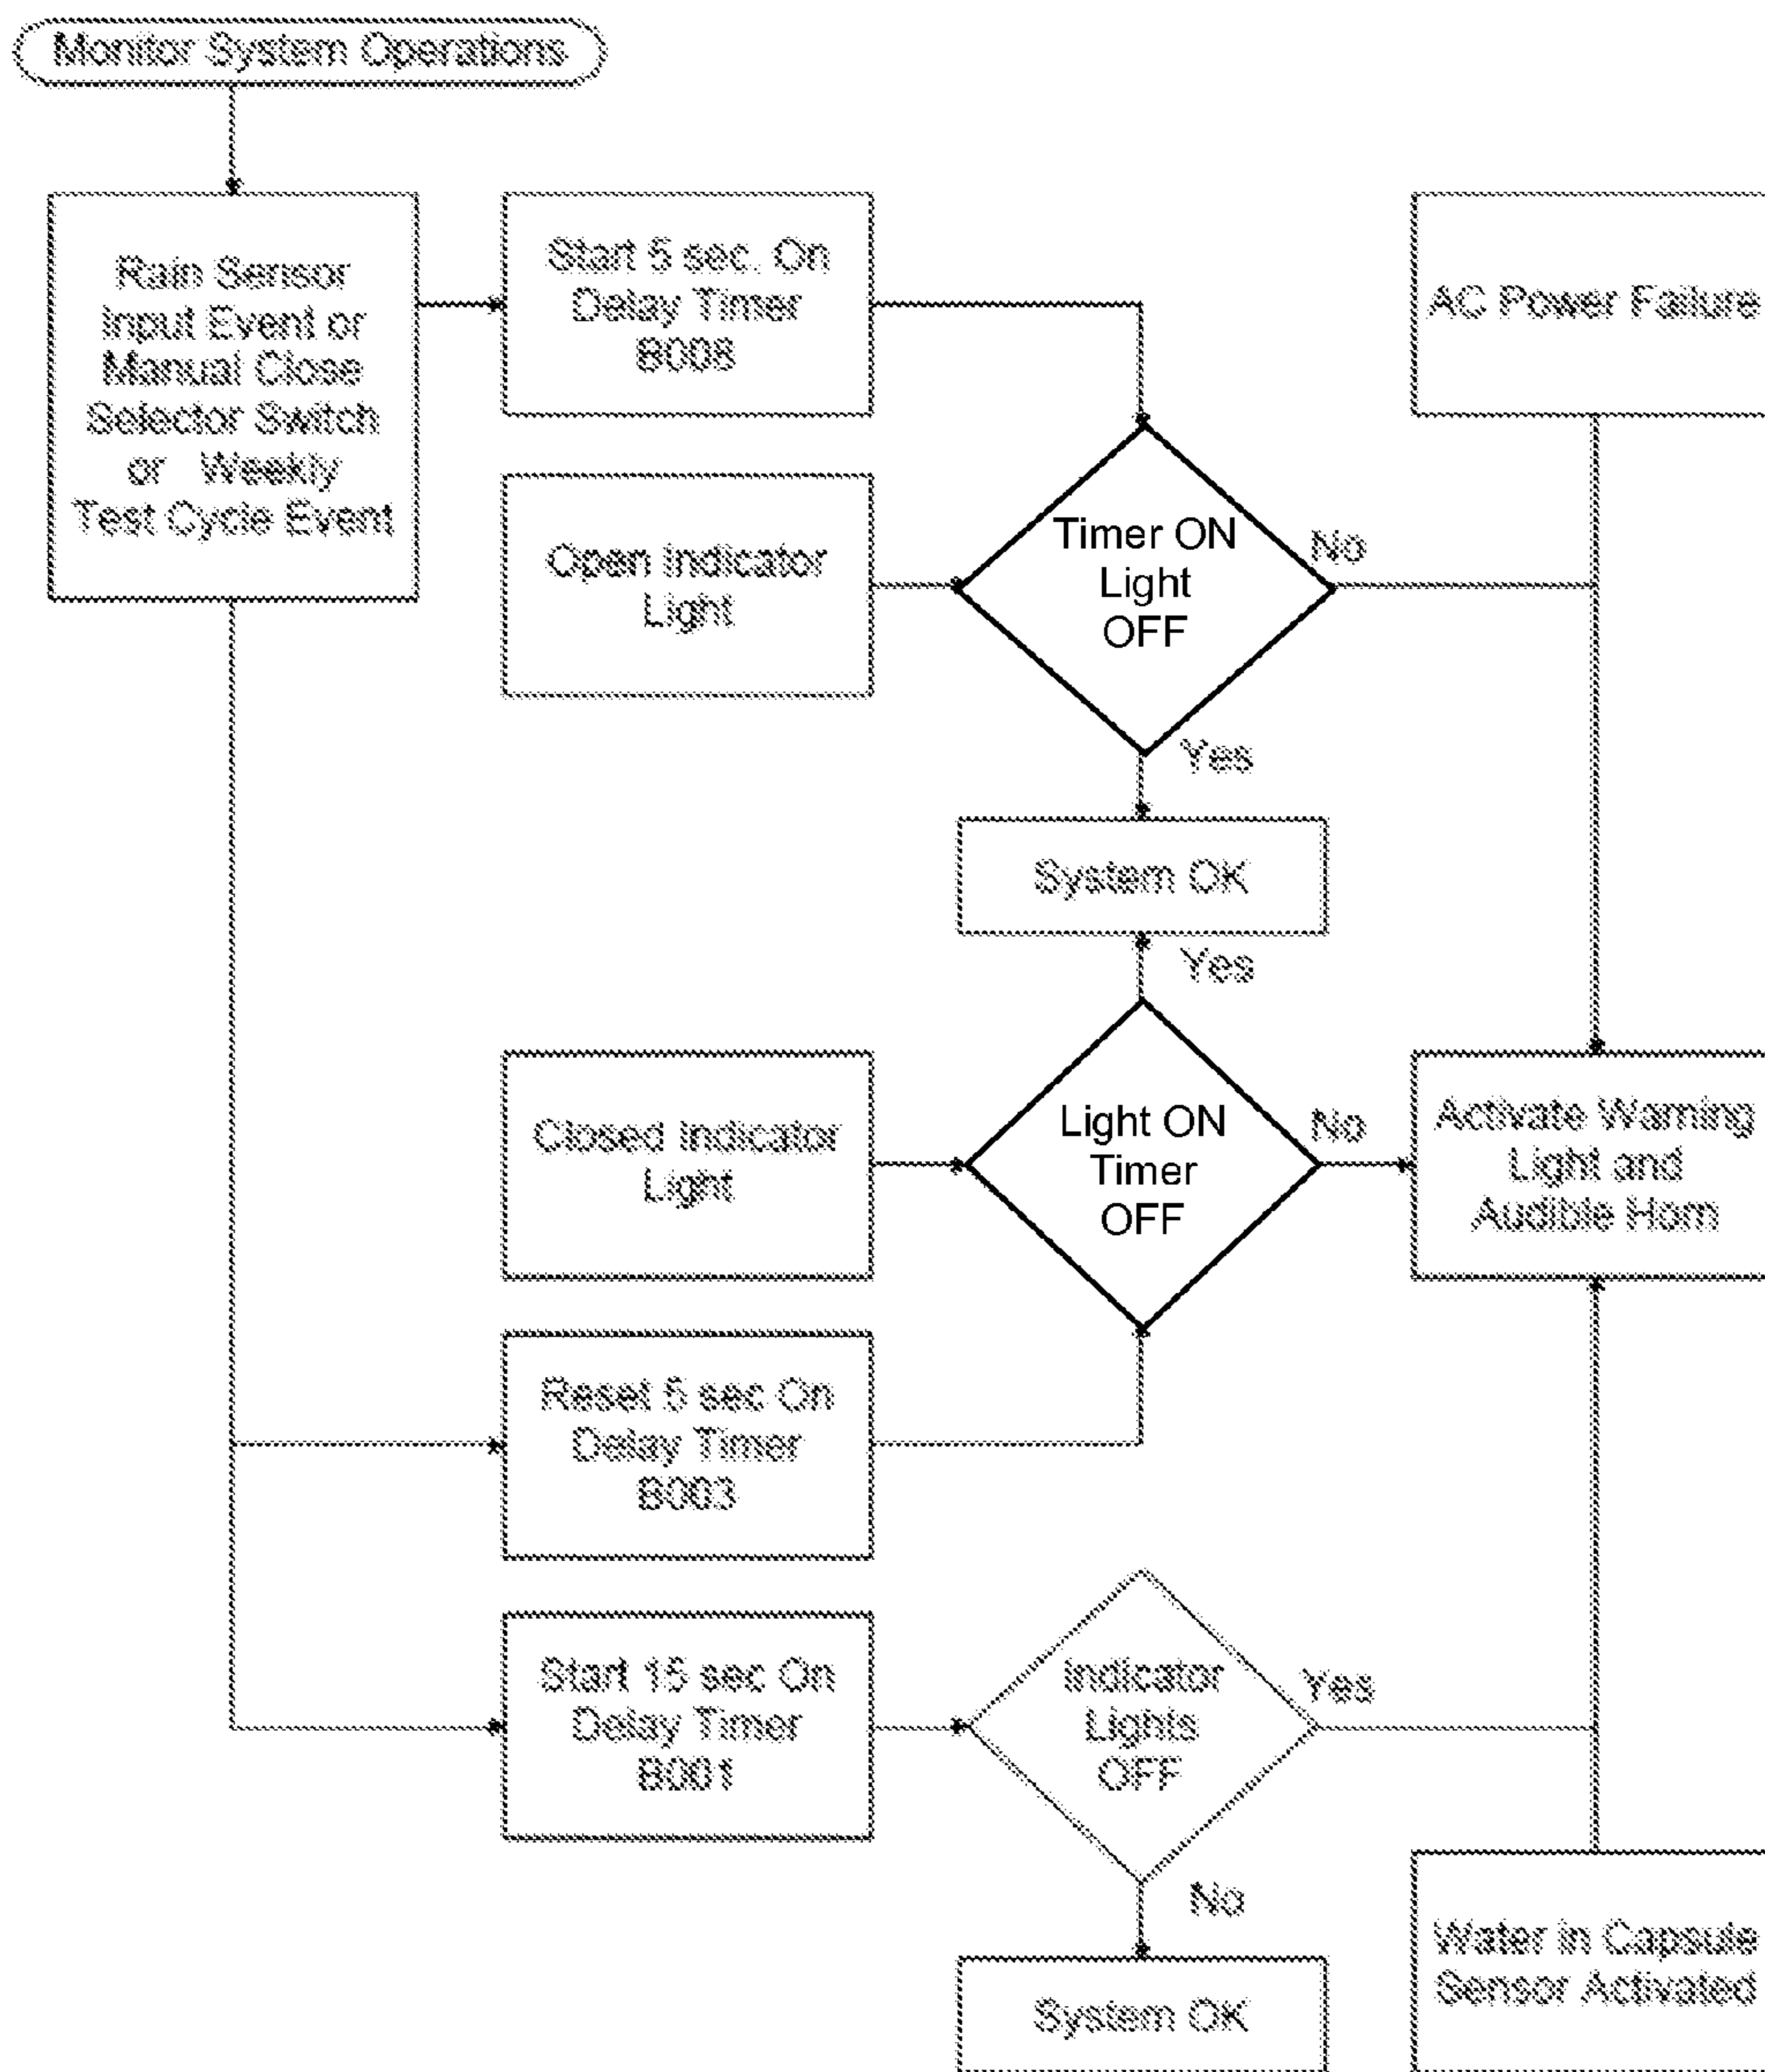 Monitor System Operations
Rain Sensor
Input Event or
Manual Close
Selector Switch
or Weekly
Test Cycle Event
Start 5 sec. On
Delay Timer
B008
AC Power Failure
Open Indicator
Light
Timer ON
Light
OFF
No
Yes
System OK
Yes
Closed Indicator
Light
Light ON
Timer
OFF
No
Activate Warning
Light and
Audible Horn
Reset 5 sec On
Delay Timer
B003
Start 15 sec On
Delay Timer
B001
Indicator
Lights
OFF
Yes
No
System OK
Water in Capsule
Sensor Activated